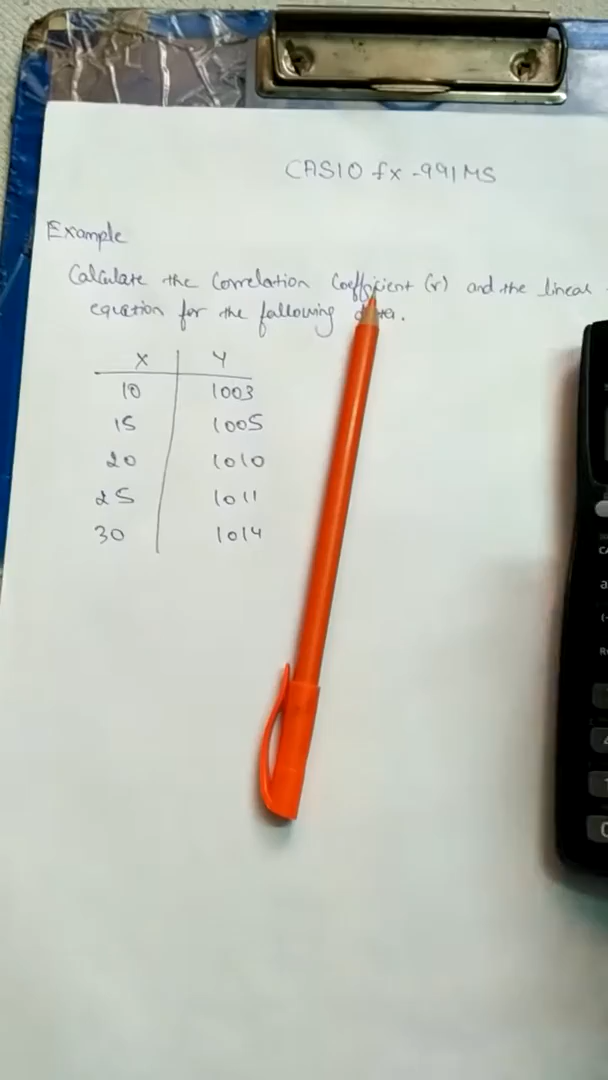 CASIO fx-991MS
Example
Calculate the Correlation Coefficient (r) and the linear
equation for the following
X Y
10 1003
15 1005
20 1010
25 1011
30 1014